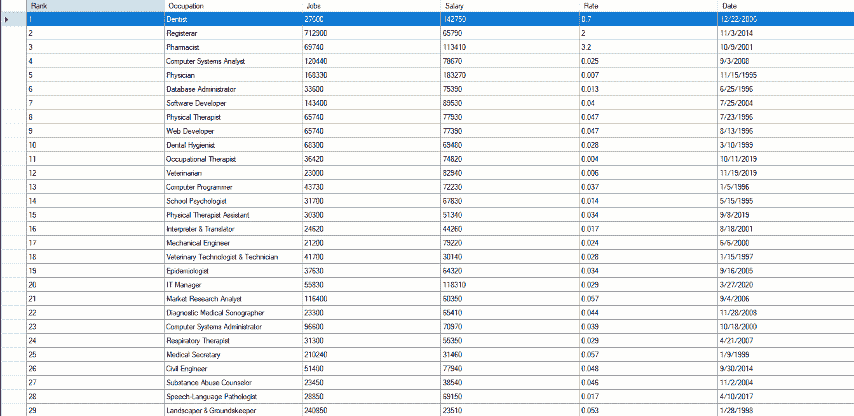 Rank Occupation Jobs Salary Rate Date
1 Dentist 27600 142750 0.7 12/22/2006
2 Registerar 712900 65790 2 11/3/2014
3 Pharmacist 69740 113410 3.2 10/9/2001
4 Computer Systems Analyst 120440 78670 0.025 9/3/2008
5 Physician 168330 183270 0.007 11/15/1995
6 Database Administrator 33600 75390 0.013 6/25/1996
7 Software Developer 143400 89530 0.04 7/25/2004
8 Physical Therapist 65740 77930 0.047 7/23/1996
9 Web Developer 65740 77390 0.047 8/13/1996
10 Dental Hygienist 68300 69480 0.028 3/10/1999
11 Occupational Therapist 36420 74820 0.004 10/11/2019
12 Veterinarian 23000 82940 0.006 11/19/2019
13 Computer Programmer 43730 72230 0.037 1/5/1996
14 School Psychologist 31700 67830 0.014 5/15/1995
15 Physical Therapist Assistant 30300 51340 0.034 9/8/2019
16 Interpreter & Translator 24620 44260 0.017 8/18/2001
17 Mechanical Engineer 21200 79220 0.024 6/6/2000
18 Veterinary Technologist & Technician 41700 30140 0.028 1/15/1997
19 Epidemiologist 37630 64320 0.034 9/16/2005
20 IT Manager 55830 118310 0.029 3/27/2020
21 Market Research Analyst 116400 60350 0.057 9/4/2006
22 Diagnostic Medical Sonographer 23300 65410 0.044 11/28/2008
23 Computer Systems Administrator 96600 70970 0.039 10/18/2000
24 Respiratory Therapist 31300 55350 0.029 4/21/2007
25 Medical Secretary 210240 31460 0.057 1/9/1999
26 Civil Engineer 51400 77940 0.048 9/30/2014
27 Substance Abuse Counselor 23450 38540 0.046 11/2/2004
28 Speech-Language Pathologist 28850 69150 0.017 4/10/2017
29 Landscaper & Groundskeeper 240950 23510 0.053 1/28/1998